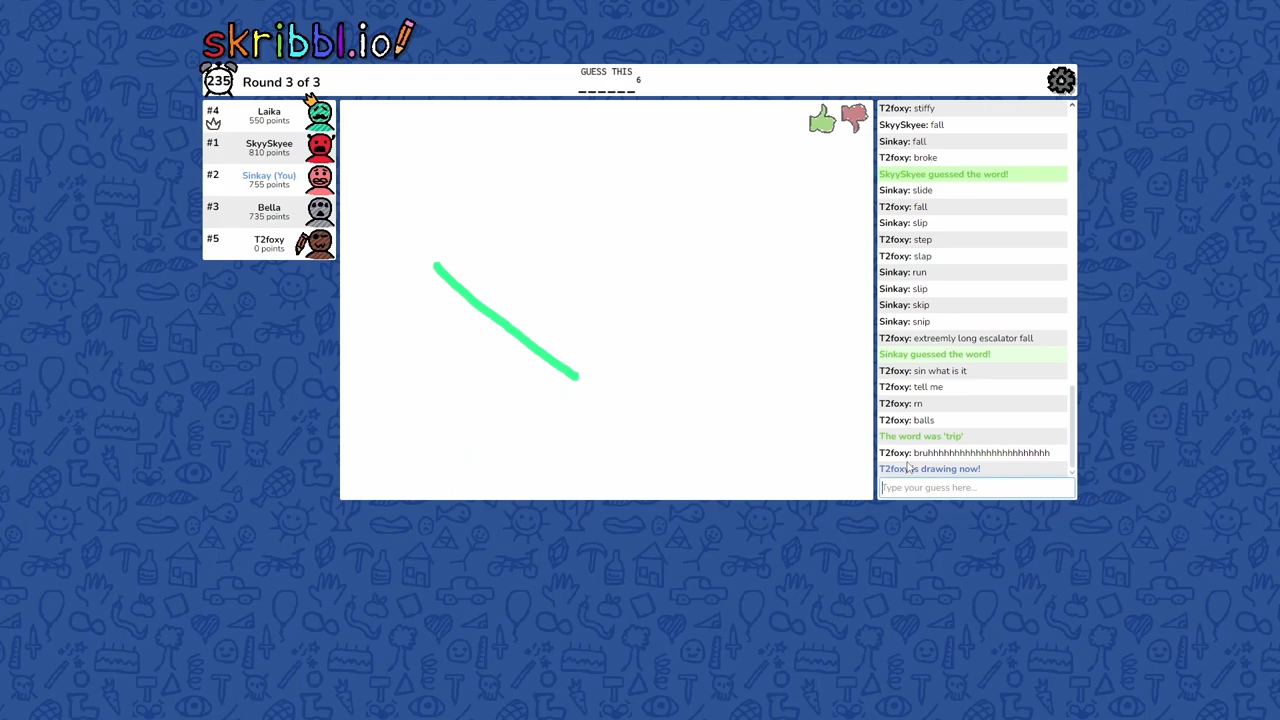 skribbl.io
235
Round 3 of 3
GUESS THIS
______ 6
#4
Laika
550 points
#1
SkyySkyee
810 points
#2
Sinkay (You)
755 points
#3
Bella
735 points
#5
T2foxy
0 points
T2foxy: stiffy
SkyySkyee: fall
Sinkay: fall
T2foxy: broke
SkyySkyee guessed the word!
Sinkay: slide
T2foxy: fall
Sinkay: slip
T2foxy: step
T2foxy: slap
Sinkay: run
Sinkay: slip
Sinkay: skip
Sinkay: snip
T2foxy: extreemly long escalator fall
Sinkay guessed the word!
T2foxy: sin what is it
T2foxy: tell me
T2foxy: rn
T2foxy: balls
The word was 'trip'
T2foxy: bruhhhhhhhhhhhhhhhhhhhhhhh
T2foxy is drawing now!
Type your guess here...